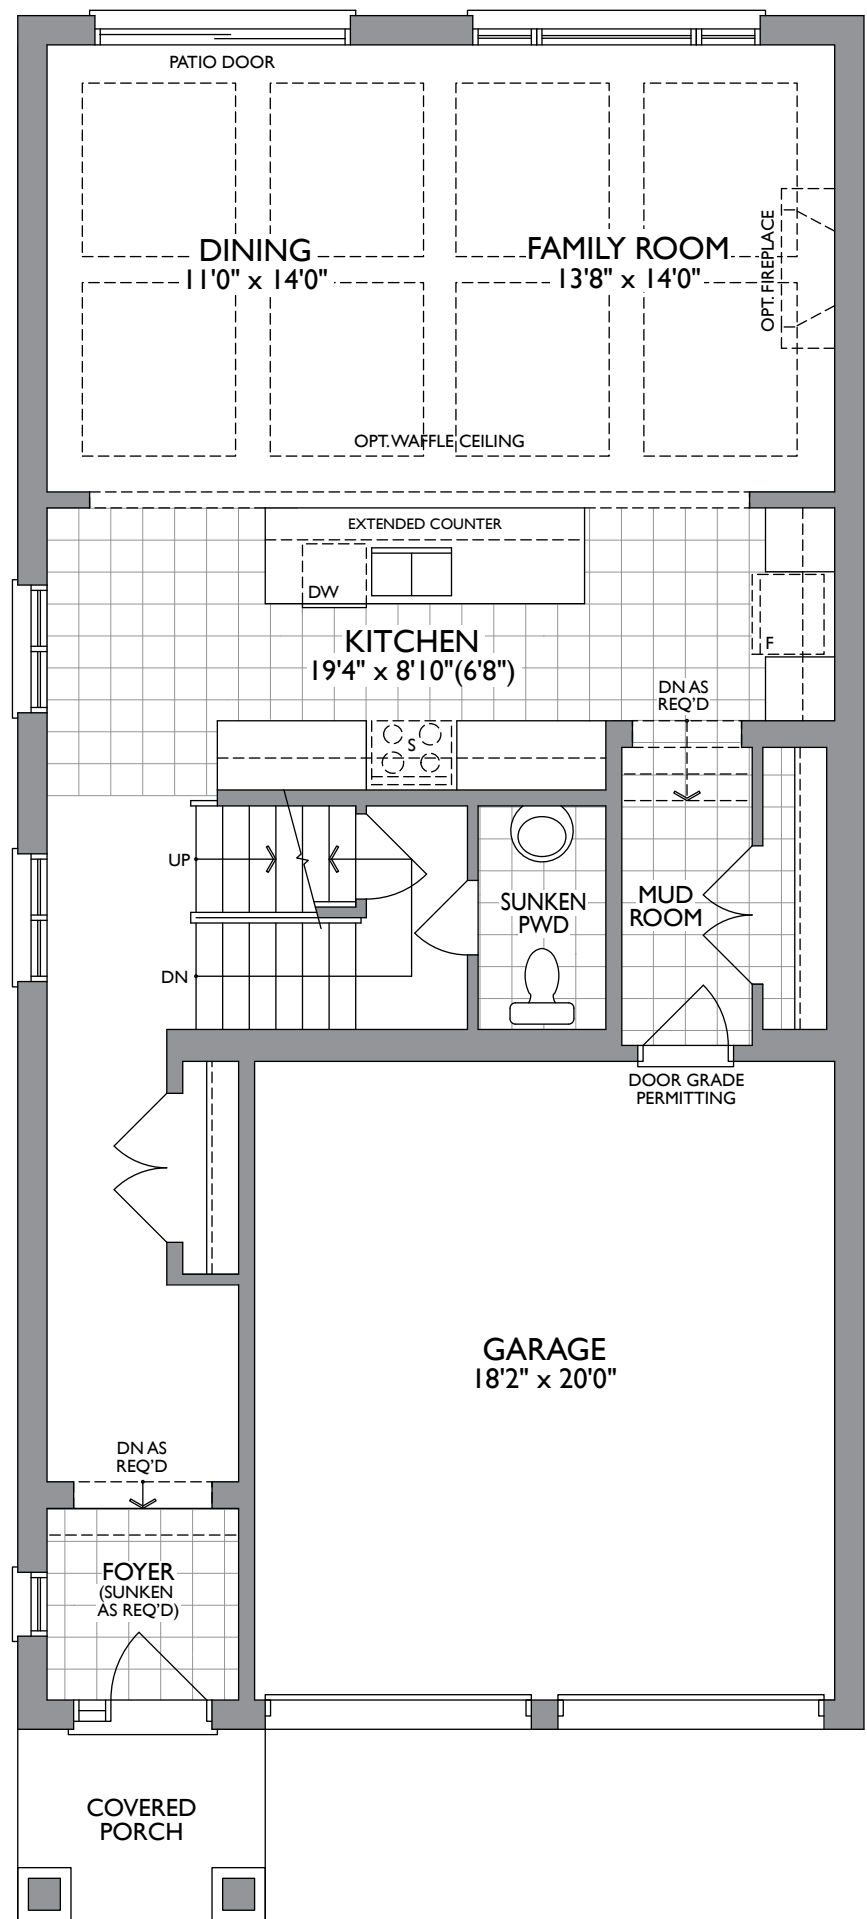 PATIO DOOR
DINING
11'0" x 14'0"
FAMILY ROOM
13'8" x 14'0"
OPT. FIREPLACE
OPT. WAFFLE CEILING
EXTENDED COUNTER
DW
KITCHEN
19'4" x 8'10"(6'8")
F
DN AS
REQ'D
S
UP
SUNKEN
PWD
MUD
ROOM
DN
DOOR GRADE
PERMITTING
GARAGE
18'2" x 20'0"
DN AS
REQ'D
FOYER
(SUNKEN
AS REQ'D)
COVERED
PORCH